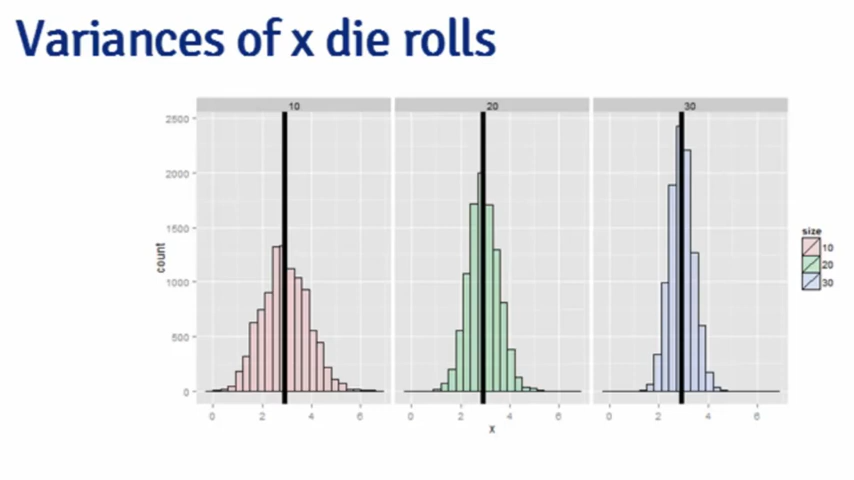 Variances of x die rolls
10 20 30
2500
2000
1500
1000
500
0
count
0 2 4 6 0 2 4 6 0 2 4 6
x
size
10
20
30